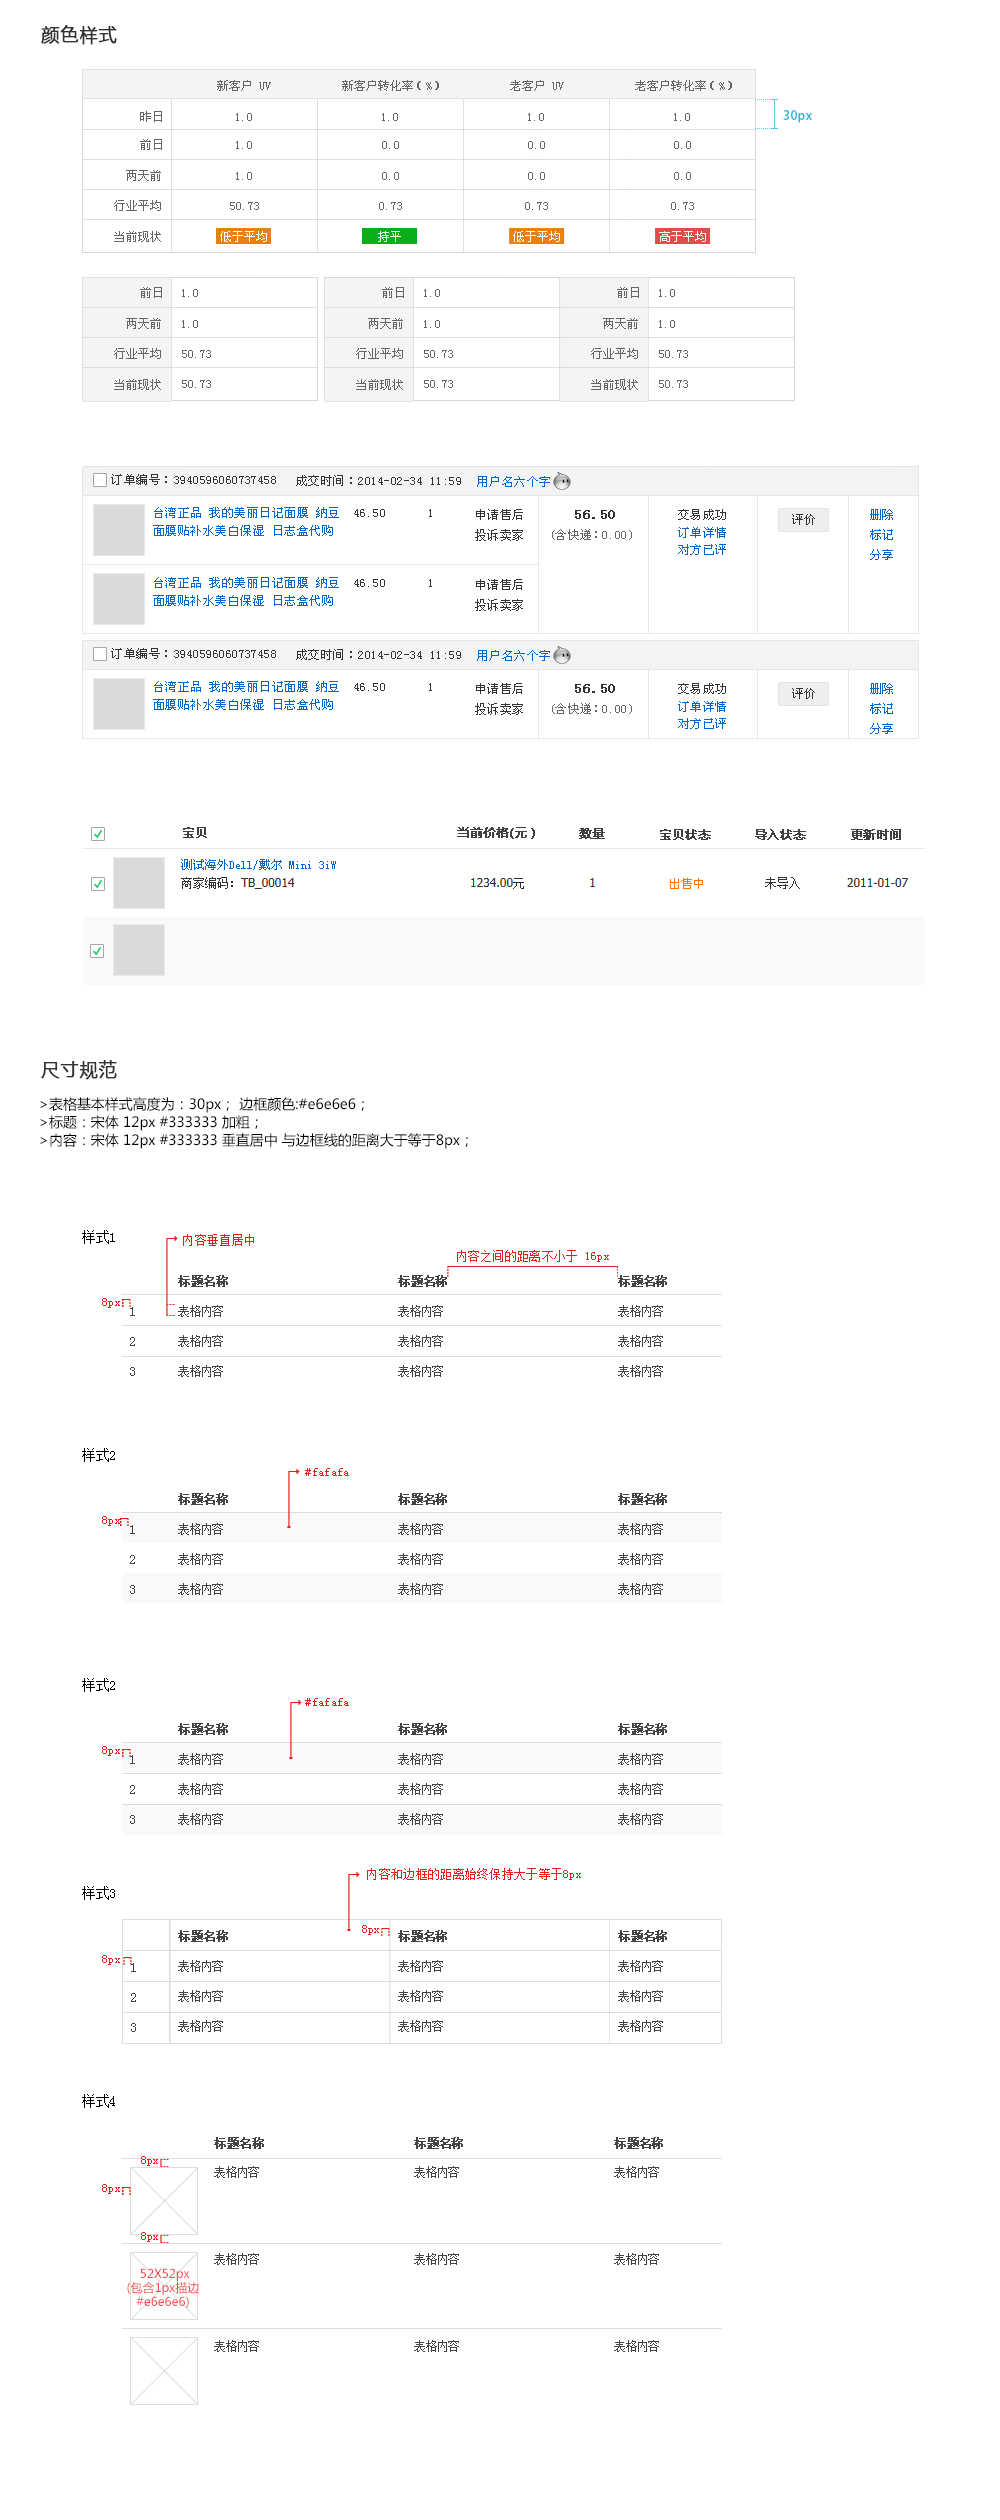 颜色样式
新客户 UV 新客户转化率(%) 老客户 UV 老客户转化率(%)
昨日 1.0 1.0 1.0 1.0 30px
前日 1.0 0.0 0.0 0.0
两天前 1.0 0.0 0.0 0.0
行业平均 50.73 0.73 0.73 0.73
当前现状 低于平均 持平 低于平均 高于平均
前日 1.0 前日 1.0 前日 1.0
两天前 1.0 两天前 1.0 两天前 1.0
行业平均 50.73 行业平均 50.73 行业平均 50.73
当前现状 50.73 当前现状 50.73 当前现状 50.73
订单编号：3940596060737458 成交时间：2014-02-34 11:59 用户名六个字
台湾正品 我的美丽日记面膜 纳豆 46.50 1 申请售后 56.50 交易成功 评价 删除
面膜贴补水美白保湿 日志盒代购 投诉卖家 (含快递：0.00) 订单详情 标记
对方已评 分享
台湾正品 我的美丽日记面膜 纳豆 46.50 1 申请售后
面膜贴补水美白保湿 日志盒代购 投诉卖家
订单编号：3940596060737458 成交时间：2014-02-34 11:59 用户名六个字
台湾正品 我的美丽日记面膜 纳豆 46.50 1 申请售后 56.50 交易成功 评价 删除
面膜贴补水美白保湿 日志盒代购 投诉卖家 (含快递：0.00) 订单详情 标记
对方已评 分享
宝贝 当前价格(元) 数量 宝贝状态 导入状态 更新时间
测试海外Dell/戴尔 Mini 3iW
商家编码：TB_00014 1234.00元 1 出售中 未导入 2011-01-07
尺寸规范
>表格基本样式高度为：30px； 边框颜色:#e6e6e6；
>标题：宋体 12px #333333 加粗；
>内容：宋体 12px #333333 垂直居中 与边框线的距离大于等于8px；
样式1
内容垂直居中
内容之间的距离不小于 16px
标题名称 标题名称 标题名称
8px
1 表格内容 表格内容 表格内容
2 表格内容 表格内容 表格内容
3 表格内容 表格内容 表格内容
样式2
#fafafa
标题名称 标题名称 标题名称
8px
1 表格内容 表格内容 表格内容
2 表格内容 表格内容 表格内容
3 表格内容 表格内容 表格内容
样式2
#fafafa
标题名称 标题名称 标题名称
8px
1 表格内容 表格内容 表格内容
2 表格内容 表格内容 表格内容
3 表格内容 表格内容 表格内容
内容和边框的距离始终保持大于等于8px
样式3
8px
标题名称 标题名称 标题名称
8px
1 表格内容 表格内容 表格内容
2 表格内容 表格内容 表格内容
3 表格内容 表格内容 表格内容
样式4
标题名称 标题名称 标题名称
8px
表格内容 表格内容 表格内容
8px
8px
表格内容 表格内容 表格内容
52X52px
(包含1px描边
#e6e6e6)
表格内容 表格内容 表格内容